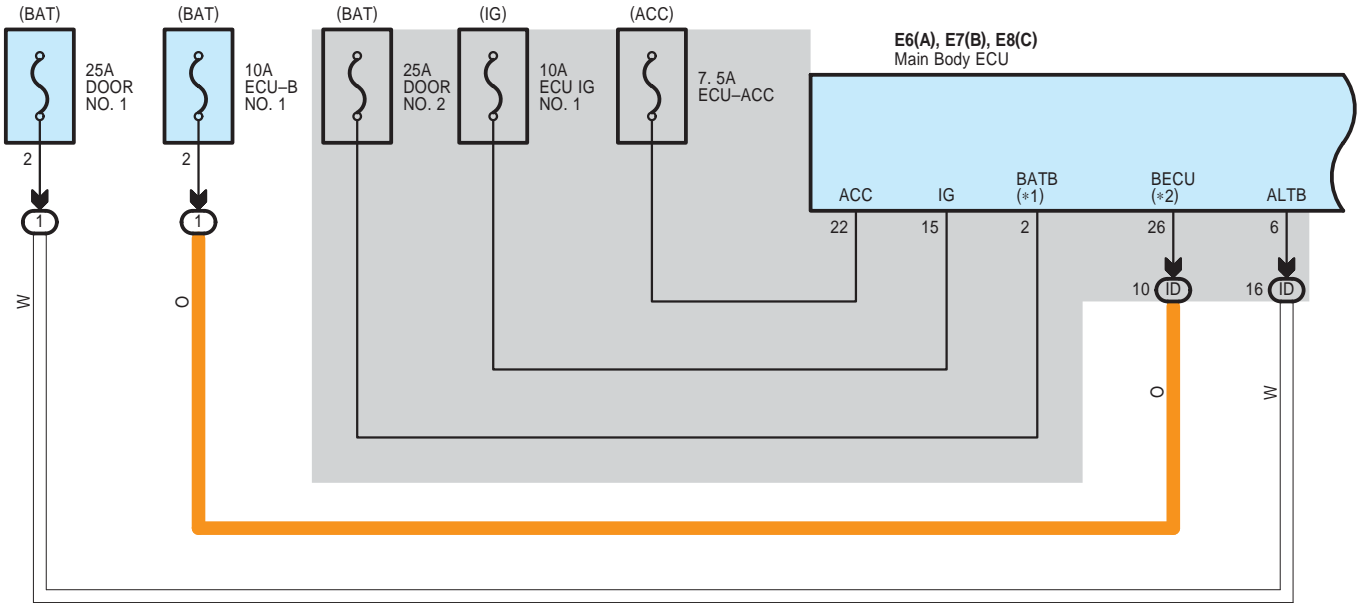 (BAT)
(BAT)
(BAT)
(IG)
(ACC)
25A
DOOR
NO. 1
10A
ECU–B
NO. 1
25A
DOOR
NO. 2
10A
ECU IG
NO. 1
7. 5A
ECU–ACC
E6(A), E7(B), E8(C)
Main Body ECU
ACC
IG
BATB
(*1)
BECU
(*2)
ALTB
2
2
22
15
2
26
6
1
1
10
ID
16
ID
W
O
O
W